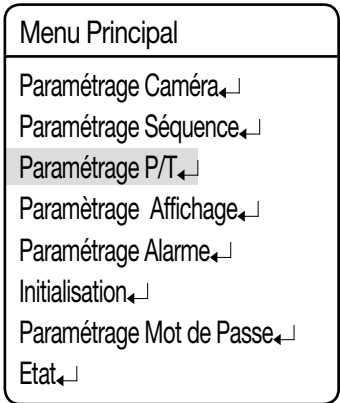 Menu Principal
Paramétrage Caméra↵
Paramétrage Séquence↵
Paramétrage P/T↵
Paramètrage Affichage↵
Paramétrage Alarme↵
Initialisation↵
Paramétrage Mot de Passe↵
Etat↵